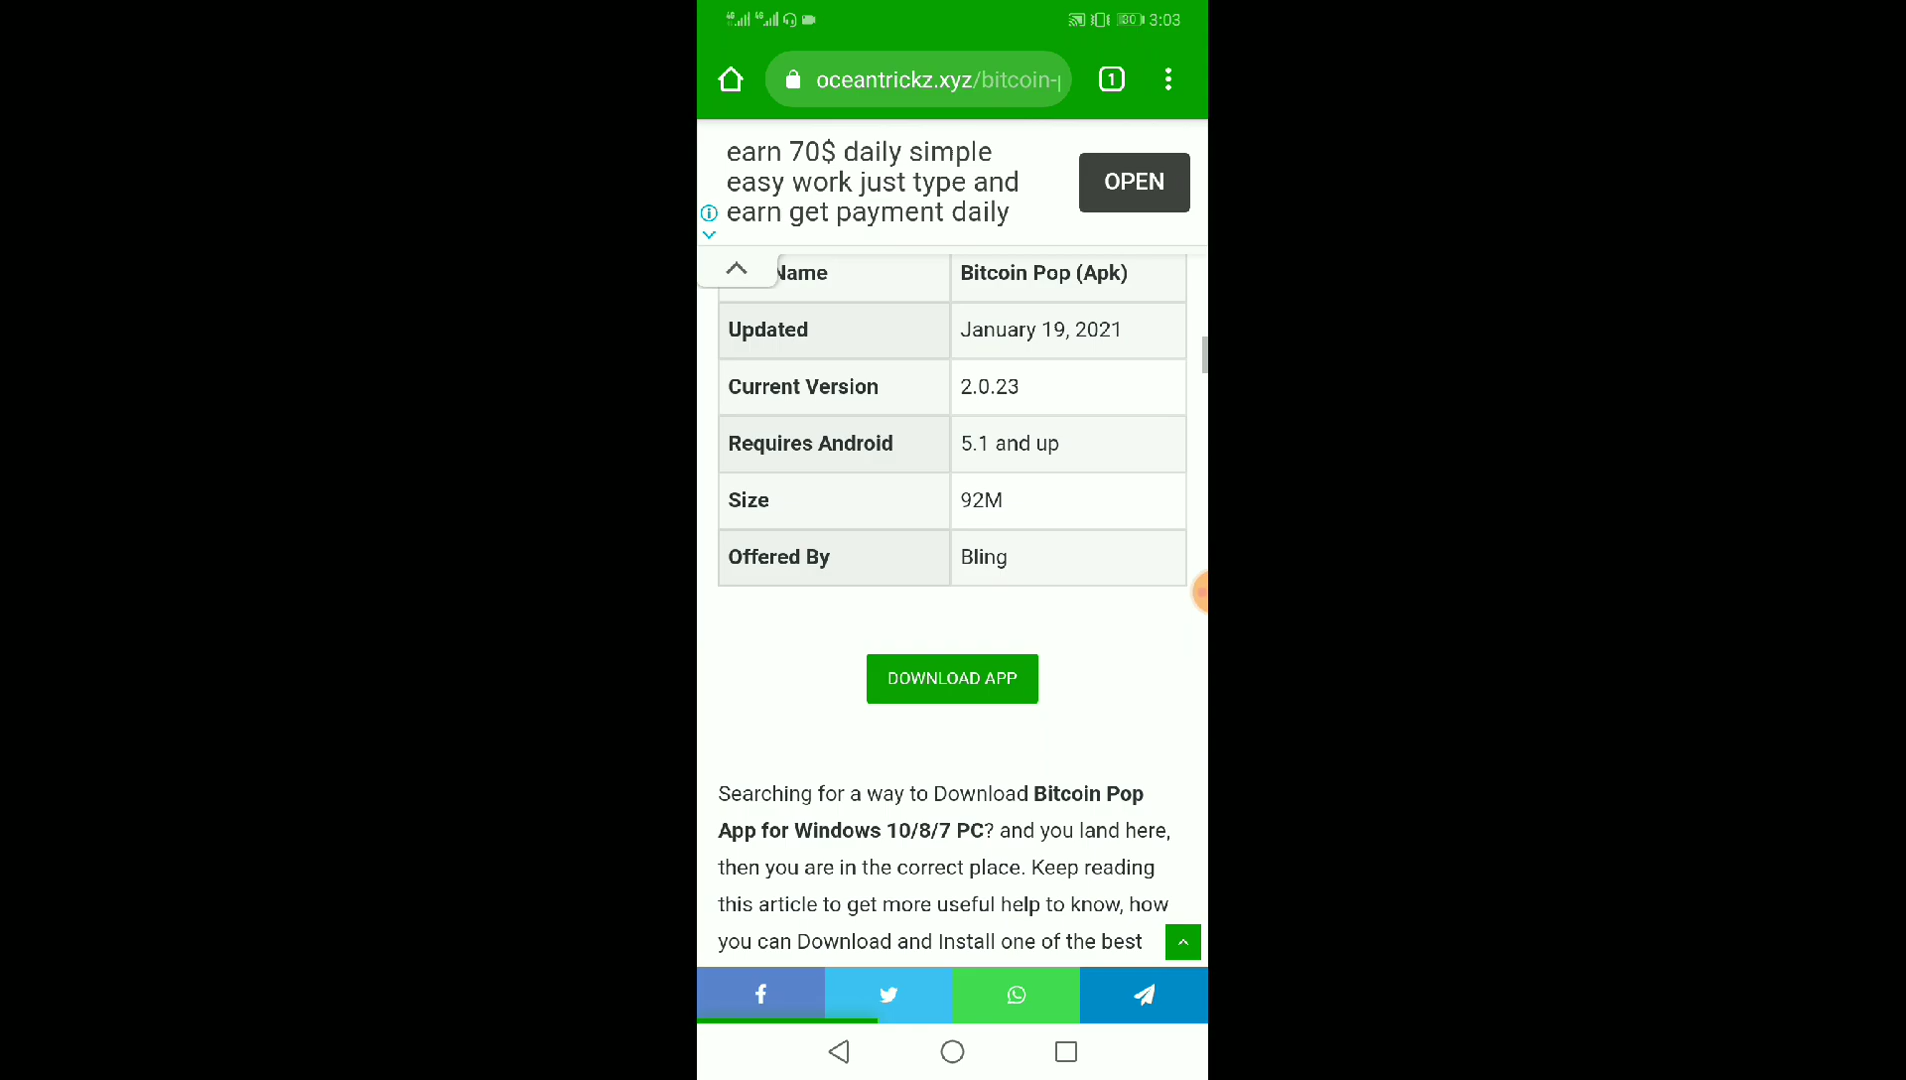 3:03
oceantrickz.xyz/bitcoin-
1
earn 70$ daily simple
easy work just type and
earn get payment daily
OPEN
Name
Bitcoin Pop (Apk)
Updated
January 19, 2021
Current Version
2.0.23
Requires Android
5.1 and up
Size
92M
Offered By
Bling
DOWNLOAD APP
Searching for a way to Download Bitcoin Pop
App for Windows 10/8/7 PC? and you land here,
then you are in the correct place. Keep reading
this article to get more useful help to know, how
you can Download and Install one of the best